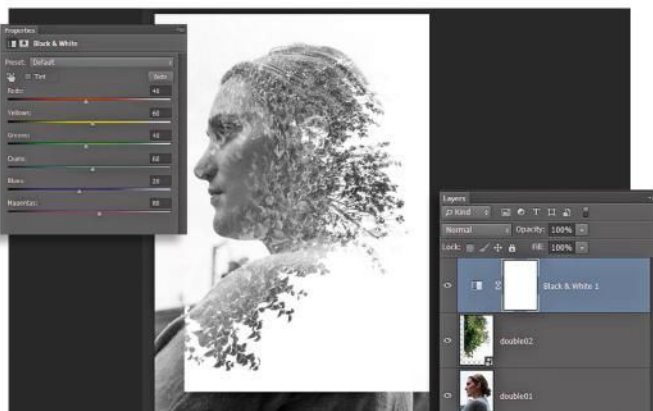 Properties
Black & White
Preset: Default
Tint Auto
Reds: 40
Yellows: 60
Greens: 40
Cyans: 60
Blues: 20
Magentas: 80
Layers
Kind
Normal Opacity: 100%
Lock: Fill: 100%
Black & White 1
double02
double01